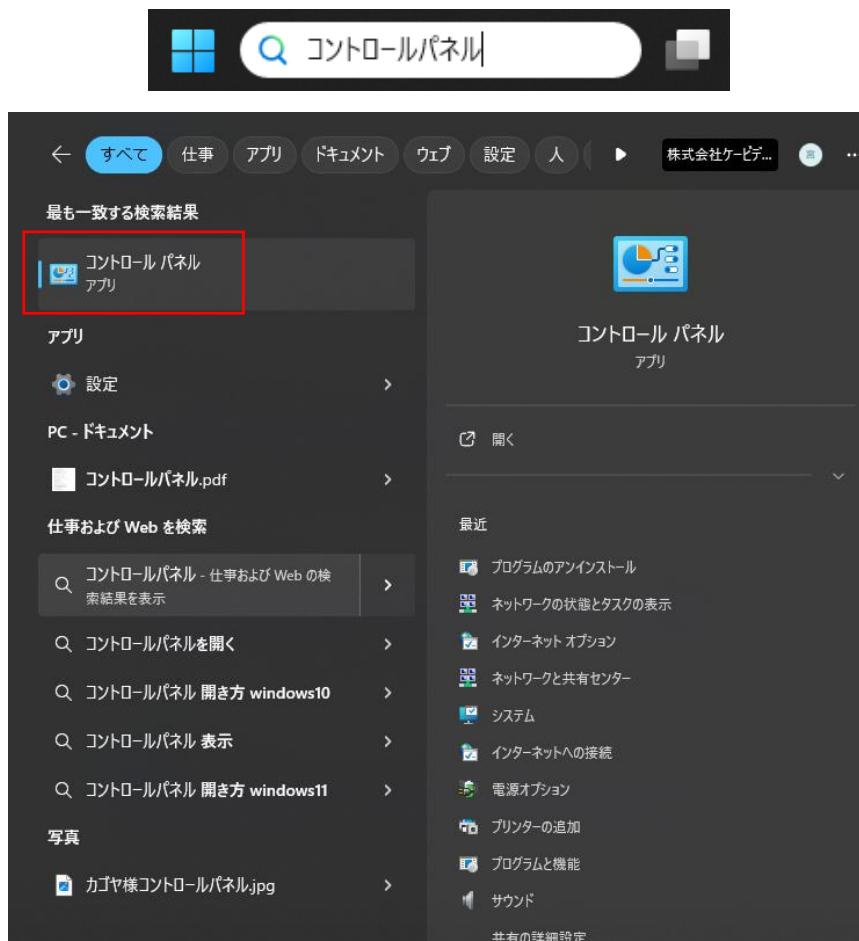 コントロールパネル
すべて 仕事 アプリ ドキュメント ウェブ 設定 人 株式会社ケービデ...
最も一致する検索結果
コントロール パネル
アプリ
アプリ
設定
PC - ドキュメント
コントロールパネル.pdf
仕事および Web を検索
コントロールパネル - 仕事および Web の検
索結果を表示
コントロールパネルを開く
コントロールパネル 開き方 windows10
コントロールパネル 表示
コントロールパネル 開き方 windows11
写真
カゴヤ様コントロールパネル.jpg
コントロール パネル
アプリ
開く
最近
プログラムのアンインストール
ネットワークの状態とタスクの表示
インターネット オプション
ネットワークと共有センター
システム
インターネットへの接続
電源オプション
プリンターの追加
プログラムと機能
サウンド
共有の詳細設定